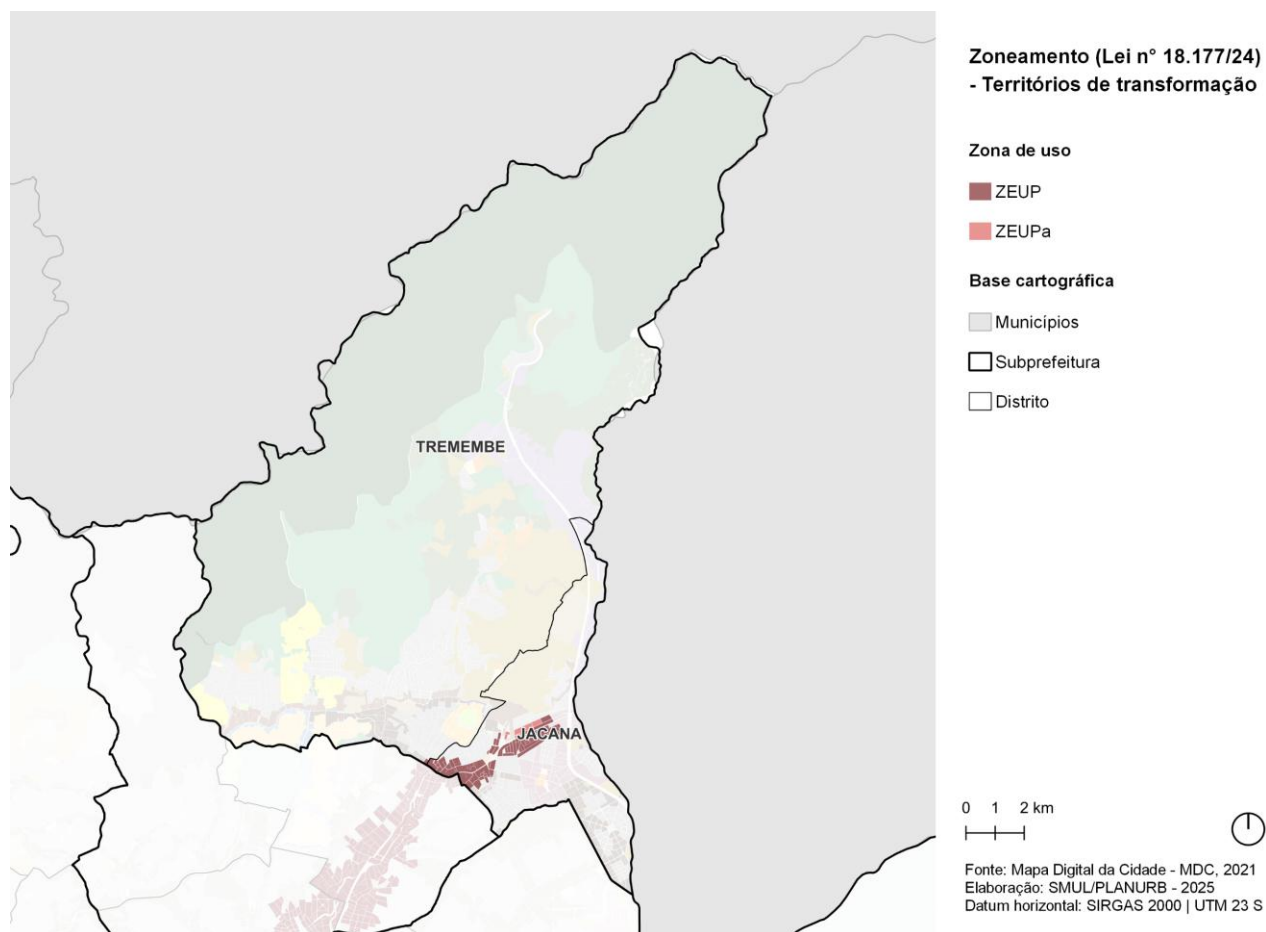 Zoneamento (Lei n° 18.177/24)
- Territórios de transformação
Zona de uso
ZEUP
ZEUPa
Base cartográfica
Municípios
Subprefeitura
Distrito
TREMEMBE
JACANA
0 1 2 km
Fonte: Mapa Digital da Cidade - MDC, 2021
Elaboração: SMUL/PLANURB - 2025
Datum horizontal: SIRGAS 2000 | UTM 23 S